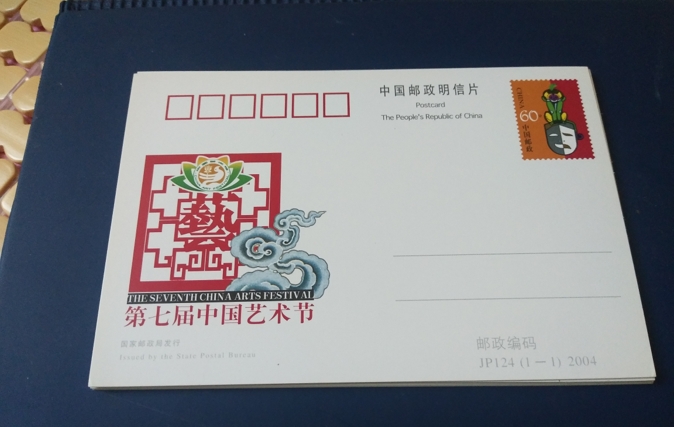 中国邮政明信片
Postcard
The People's Republic of China
CHINA
60
中国邮政
藝
THE SEVENTH CHINA ARTS FESTIVAL
第七届中国艺术节
国家邮政局发行
Issued by the State Postal Bureau
邮政编码
JP124 (1-1) 2004